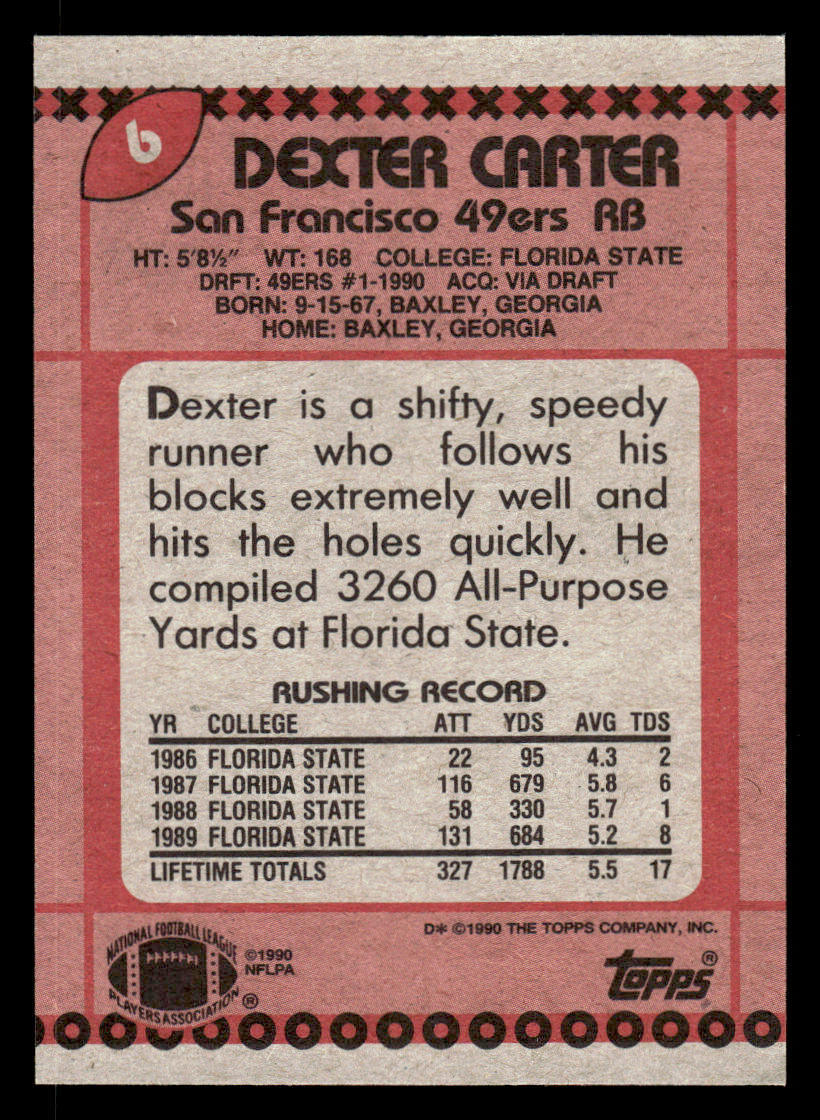 6
DEXTER CARTER
San Francisco 49ers RB
HT: 5'8½" WT: 168 COLLEGE: FLORIDA STATE
DRFT: 49ERS #1-1990 ACQ: VIA DRAFT
BORN: 9-15-67, BAXLEY, GEORGIA
HOME: BAXLEY, GEORGIA
Dexter is a shifty, speedy
runner who follows his
blocks extremely well and
hits the holes quickly. He
compiled 3260 All-Purpose
Yards at Florida State.
RUSHING RECORD
YR COLLEGE ATT YDS AVG TDS
1986 FLORIDA STATE 22 95 4.3 2
1987 FLORIDA STATE 116 679 5.8 6
1988 FLORIDA STATE 58 330 5.7 1
1989 FLORIDA STATE 131 684 5.2 8
LIFETIME TOTALS 327 1788 5.5 17
D* ©1990 THE TOPPS COMPANY, INC.
NATIONAL FOOTBALL LEAGUE
PLAYERS ASSOCIATION ®
©1990
NFLPA
Topps ®